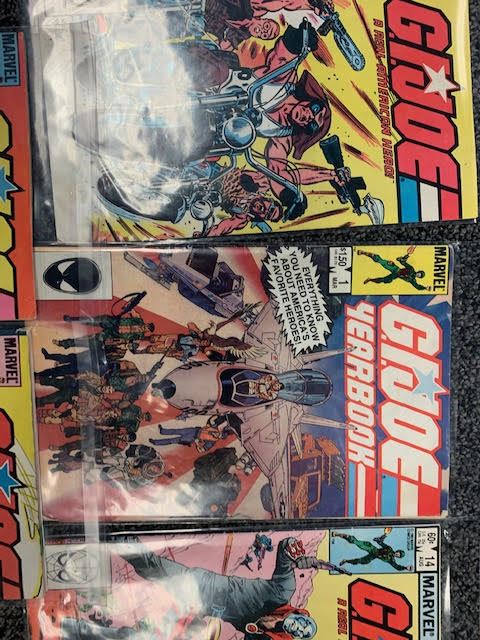 G.I. JOE
A REAL AMERICAN HERO!
MARVEL
MARVEL
$1.50
1
MAR
EVERYTHING
YOU NEED TO KNOW
ABOUT AMERICA'S
FAVORITE HEROES!
G.I. JOE
YEARBOOK
MARVEL
MARVEL
60¢
14
AUG
A REAL